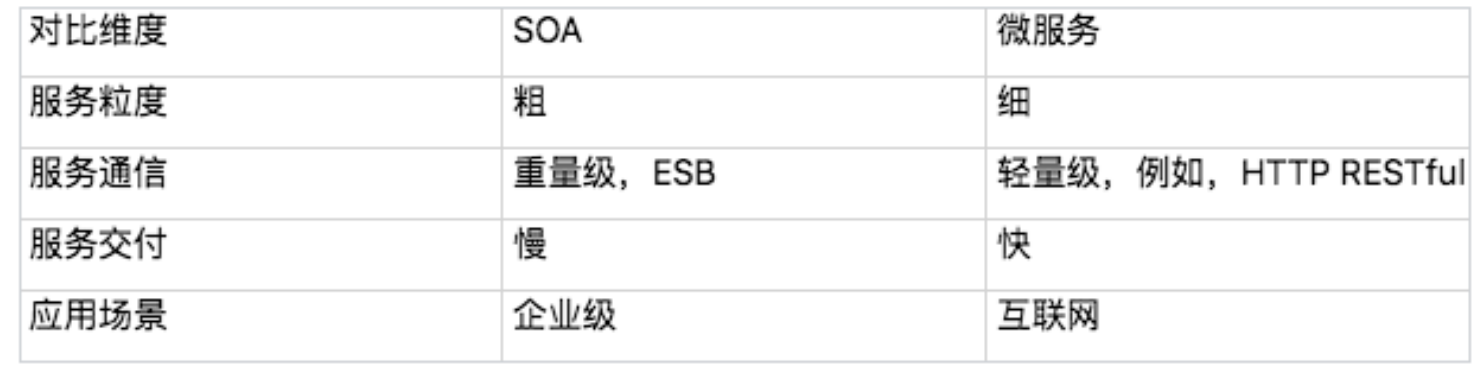 对比维度 SOA 微服务
服务粒度 粗 细
服务通信 重量级，ESB 轻量级，例如，HTTP RESTful
服务交付 慢 快
应用场景 企业级 互联网